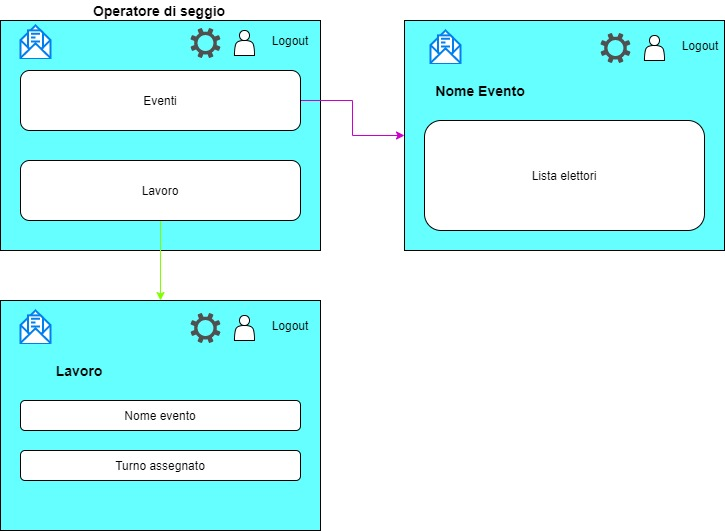 Operatore di seggio
Logout
Eventi
Lavoro
Logout
Nome Evento
Lista elettori
Logout
Lavoro
Nome evento
Turno assegnato